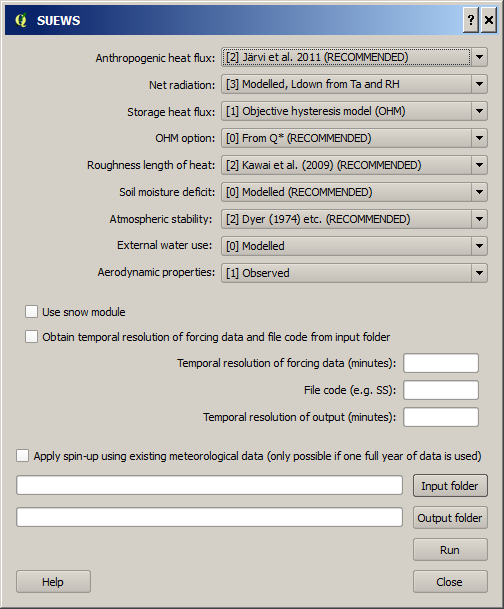 SUEWS
Anthropogenic heat flux: [2] Järvi et al. 2011 (RECOMMENDED)
Net radiation: [3] Modelled, Ldown from Ta and RH
Storage heat flux: [1] Objective hysteresis model (OHM)
OHM option: [0] From Q* (RECOMMENDED)
Roughness length of heat: [2] Kawai et al. (2009) (RECOMMENDED)
Soil moisture deficit: [0] Modelled (RECOMMENDED)
Atmospheric stability: [2] Dyer (1974) etc. (RECOMMENDED)
External water use: [0] Modelled
Aerodynamic properties: [1] Observed
Use snow module
Obtain temporal resolution of forcing data and file code from input folder
Temporal resolution of forcing data (minutes):
File code (e.g. SS):
Temporal resolution of output (minutes):
Apply spin-up using existing meteorological data (only possible if one full year of data is used)
Input folder
Output folder
Run
Help Close